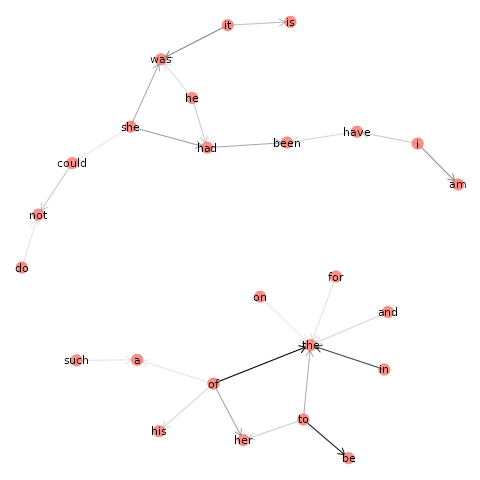 it
is
was
he
she
had
been
have
i
could
am
not
do
for
on
and
the
such
a
in
of
to
his
her
be